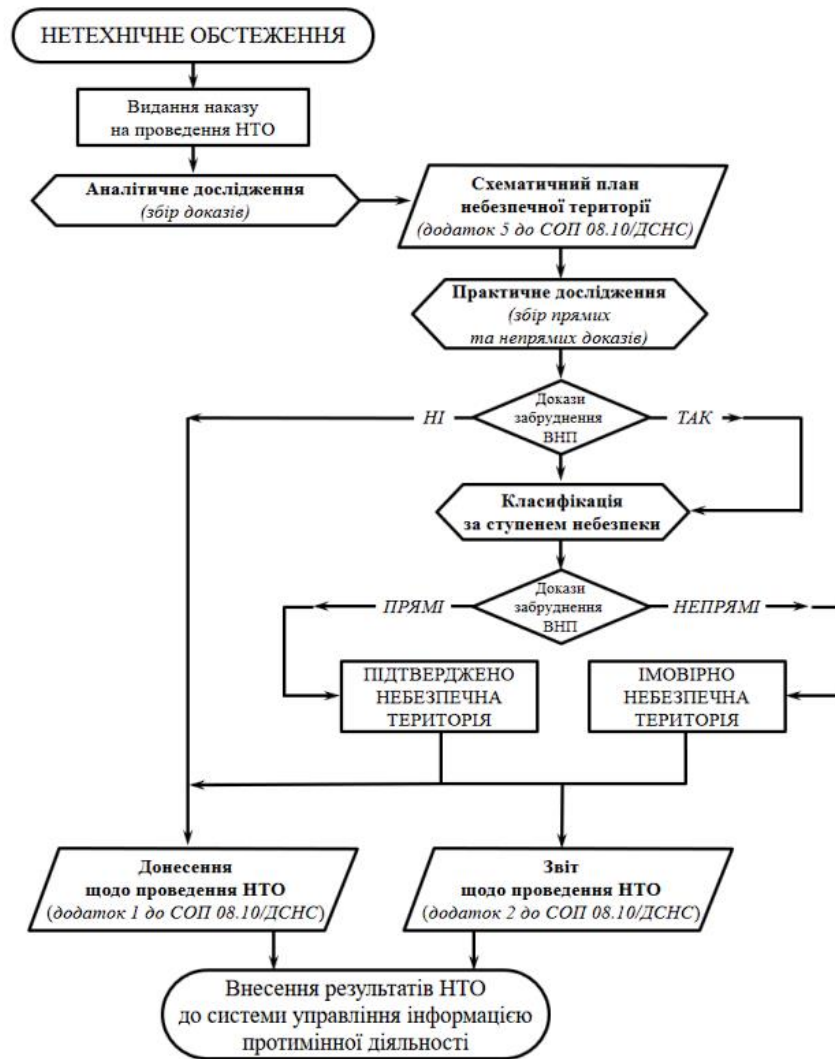 НЕТЕХНІЧНЕ ОБСТЕЖЕННЯ
Видання наказу
на проведення НТО
Аналітичне дослідження
(збір доказів)
Схематичний план
небезпечної території
(додаток 5 до СОП 08.10/ДСНС)
Практичне дослідження
(збір прямих
та непрямих доказів)
Докази
забруднення
ВНП
НІ
ТАК
Класифікація
за ступенем небезпеки
Докази
забруднення
ВНП
ПРЯМІ
НЕПРЯМІ
ПІДТВЕРДЖЕНО
НЕБЕЗПЕЧНА
ТЕРИТОРІЯ
ІМОВІРНО
НЕБЕЗПЕЧНА
ТЕРИТОРІЯ
Донесення
щодо проведення НТО
(додаток 1 до СОП 08.10/ДСНС)
Звіт
щодо проведення НТО
(додаток 2 до СОП 08.10/ДСНС)
Внесення результатів НТО
до системи управління інформацією
протимінної діяльності